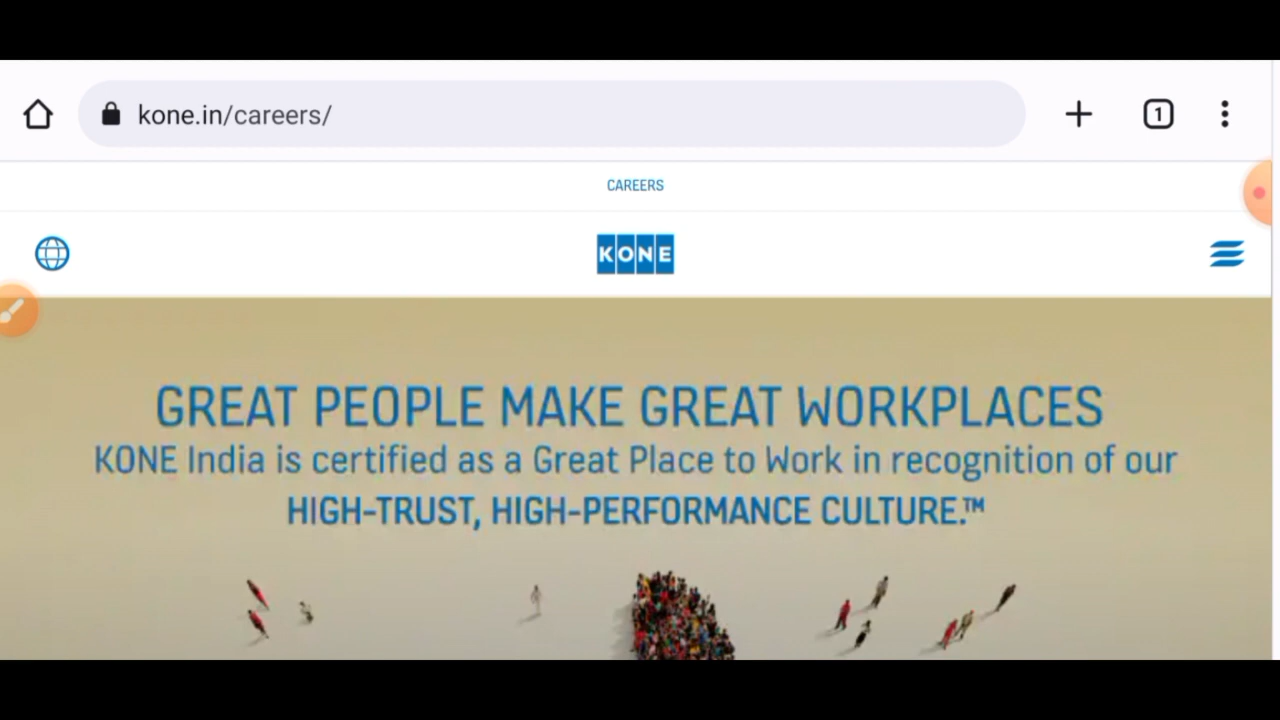 kone.in/careers/
1
CAREERS
KONE
GREAT PEOPLE MAKE GREAT WORKPLACES
KONE India is certified as a Great Place to Work in recognition of our
HIGH-TRUST, HIGH-PERFORMANCE CULTURE.™